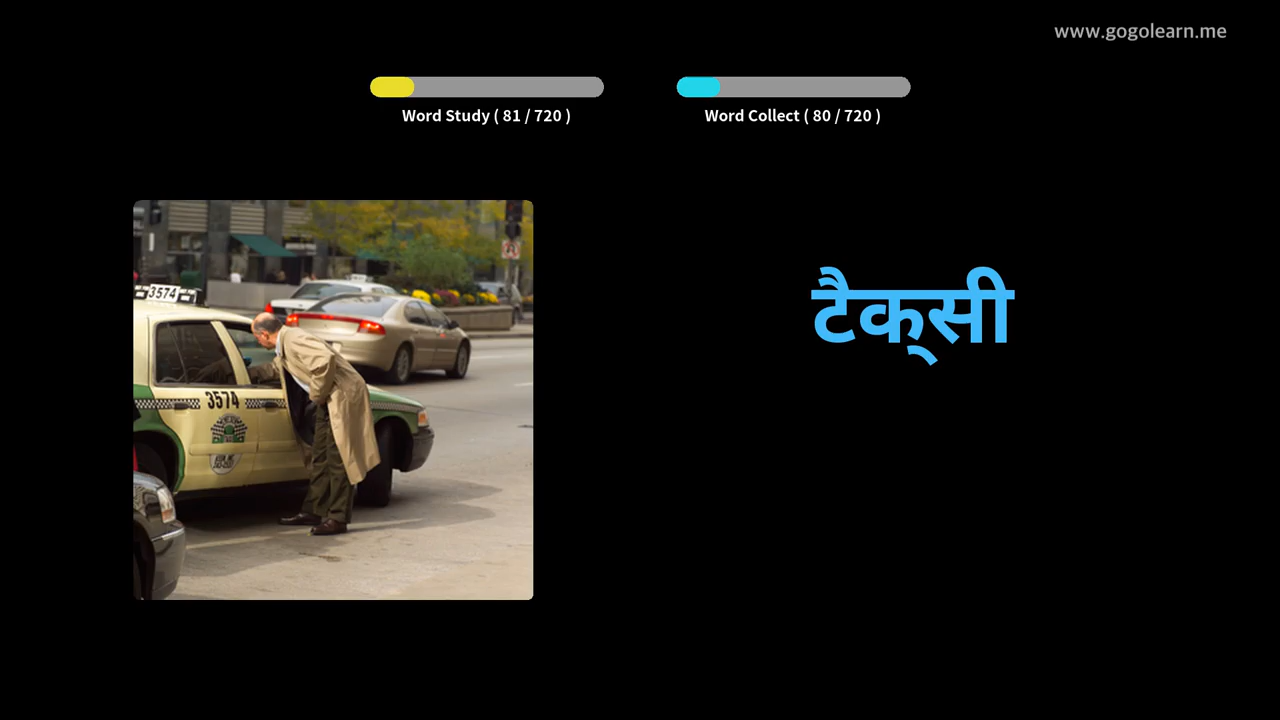 www.gogolearn.me
Word Study ( 81 / 720 )
Word Collect ( 80 / 720 )
3574
3574
टैक्‌सी